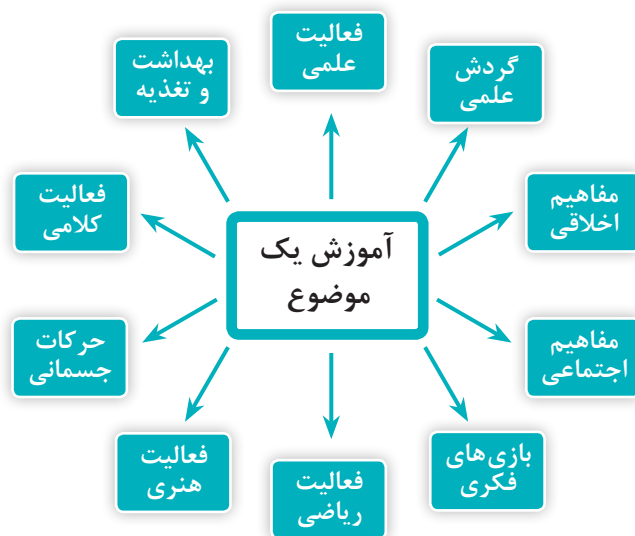 فعالیت
علمی
گردش
علمی
بهداشت
و تغذیه
مفاهیم
اخلاقی
فعالیت
کلامی
آموزش یک
موضوع
مفاهیم
اجتماعی
حرکات
جسمانی
بازی‌های
فکری
فعالیت
هنری
فعالیت
ریاضی